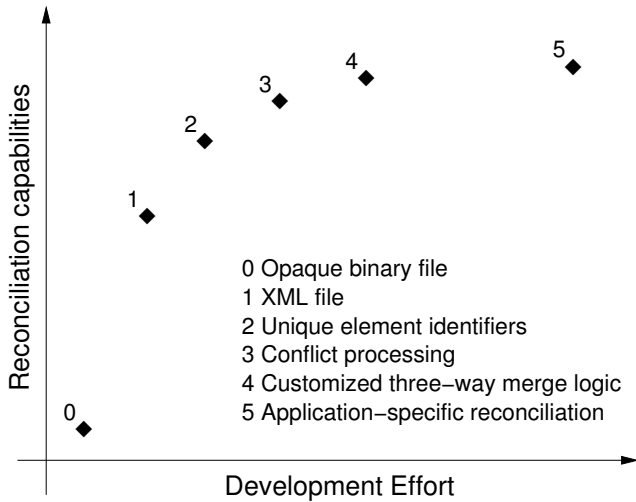 5
4
3
2
1
Reconciliation capabilities
0 Opaque binary file
1 XML file
2 Unique element identifiers
3 Conflict processing
4 Customized three-way merge logic
5 Application-specific reconciliation
0
Development Effort